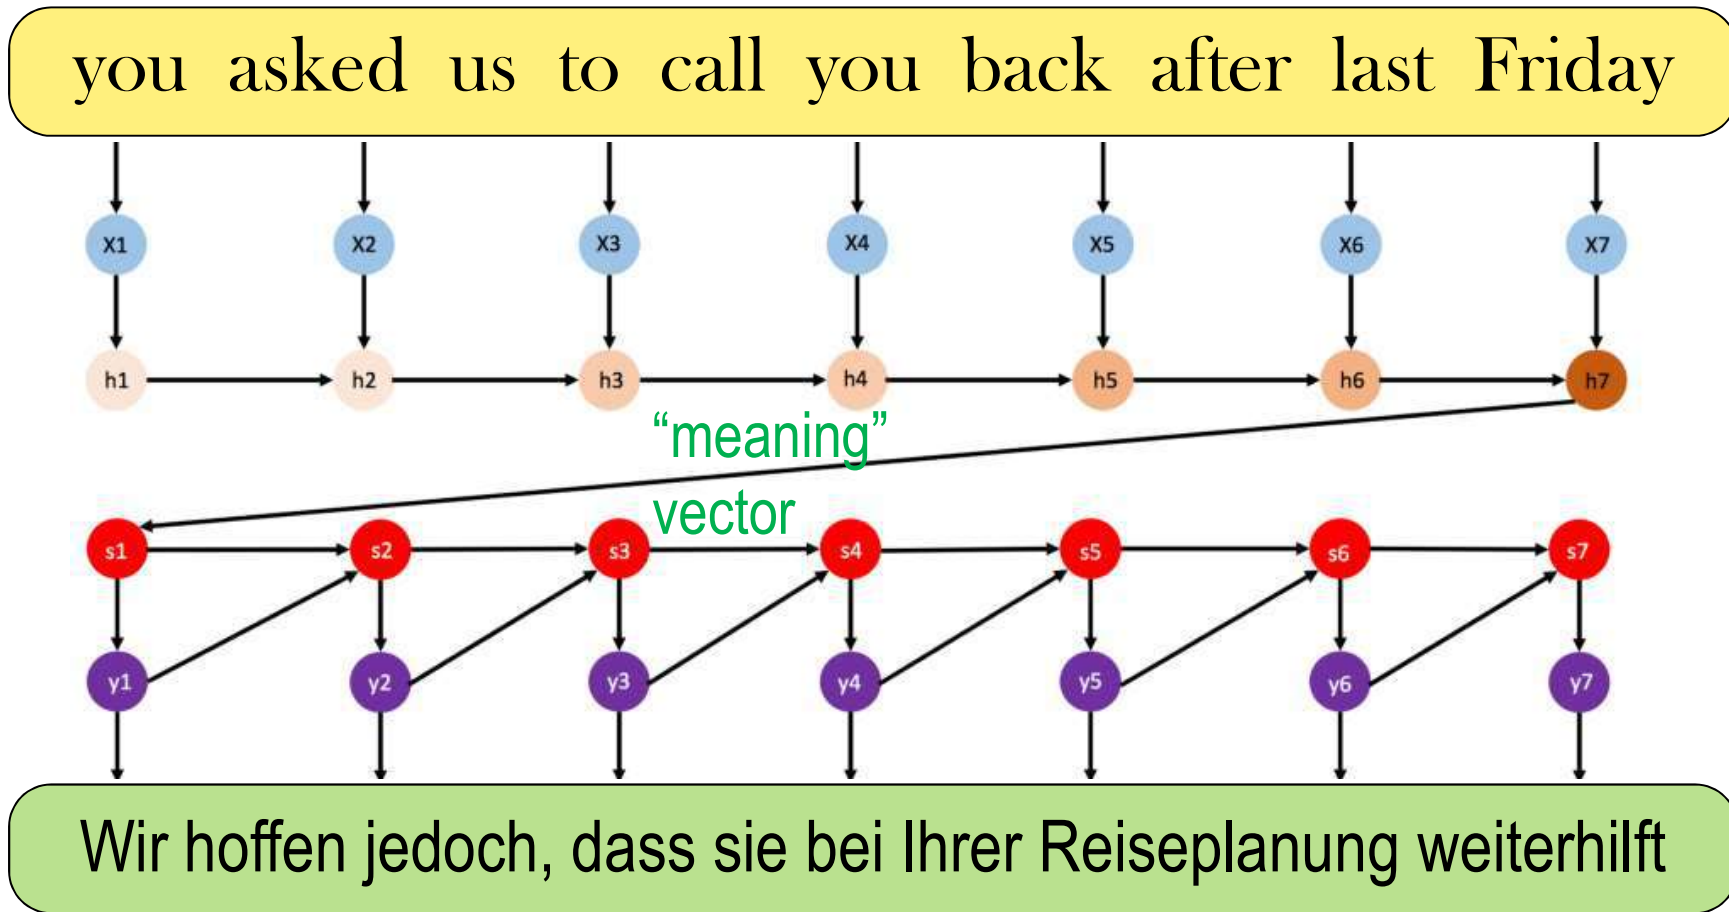 you asked us to call you back after last Friday
X1 X2 X3 X4 X5 X6 X7
h1 h2 h3 h4 h5 h6 h7
“meaning”
vector
s1 s2 s3 s4 s5 s6 s7
y1 y2 y3 y4 y5 y6 y7
Wir hoffen jedoch, dass sie bei Ihrer Reiseplanung weiterhilft